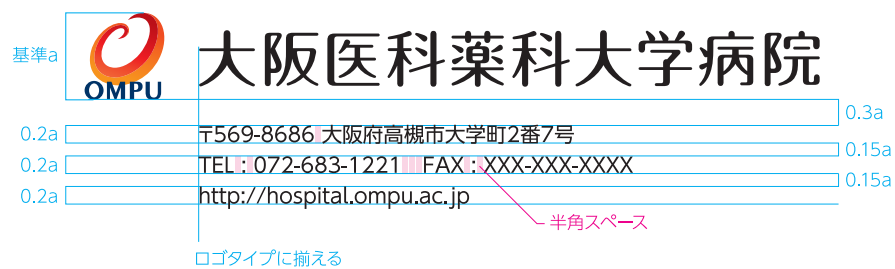 基準a
OMPU
大阪医科薬科大学病院
0.3a
0.2a
〒569-8686 大阪府高槻市大学町2番7号
0.15a
0.2a
TEL : 072-683-1221   FAX : XXX-XXX-XXXX
0.15a
0.2a
http://hospital.ompu.ac.jp
半角スペース
ロゴタイプに揃える